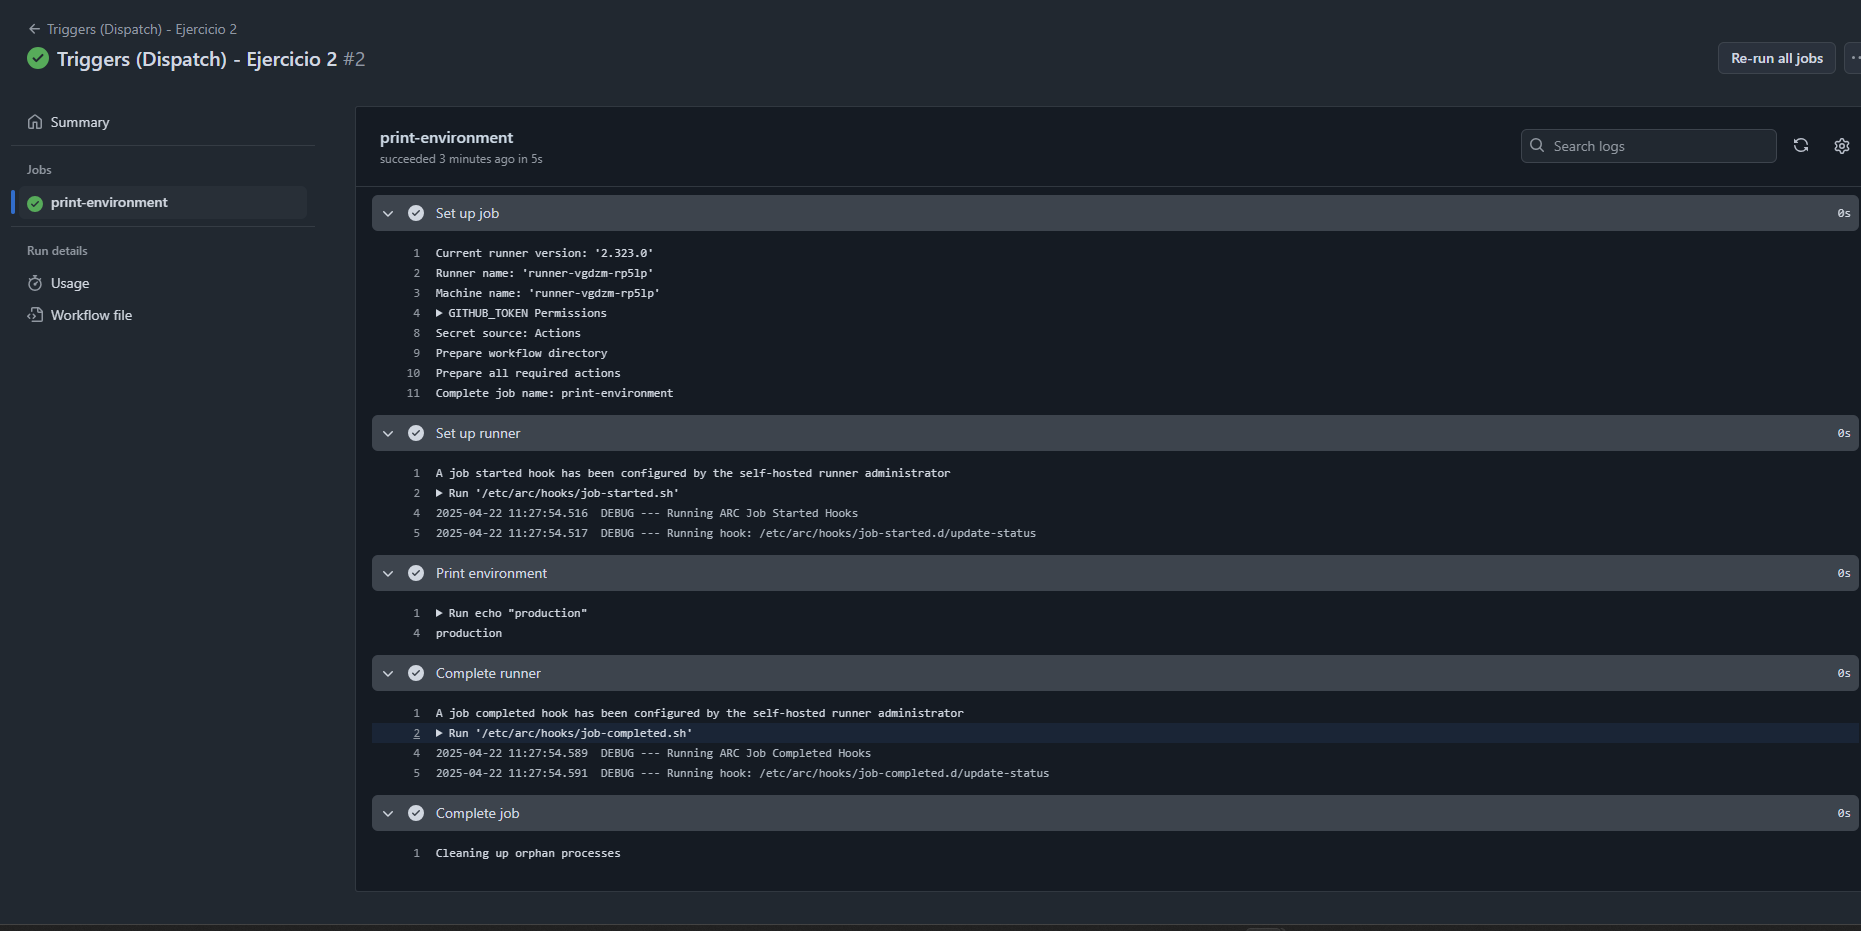 Triggers (Dispatch) - Ejercicio 2
Triggers (Dispatch) - Ejercicio 2 #2
Re-run all jobs
Summary
Jobs
print-environment
Run details
Usage
Workflow file
print-environment
succeeded 3 minutes ago in 5s
Search logs
Set up job 0s
1 Current runner version: '2.323.0'
2 Runner name: 'runner-vgdzm-rp5lp'
3 Machine name: 'runner-vgdzm-rp5lp'
4 GITHUB_TOKEN Permissions
8 Secret source: Actions
9 Prepare workflow directory
10 Prepare all required actions
11 Complete job name: print-environment
Set up runner 0s
1 A job started hook has been configured by the self-hosted runner administrator
2 Run '/etc/arc/hooks/job-started.sh'
4 2025-04-22 11:27:54.516 DEBUG --- Running ARC Job Started Hooks
5 2025-04-22 11:27:54.517 DEBUG --- Running hook: /etc/arc/hooks/job-started.d/update-status
Print environment 0s
1 Run echo "production"
4 production
Complete runner 0s
1 A job completed hook has been configured by the self-hosted runner administrator
2 Run '/etc/arc/hooks/job-completed.sh'
4 2025-04-22 11:27:54.589 DEBUG --- Running ARC Job Completed Hooks
5 2025-04-22 11:27:54.591 DEBUG --- Running hook: /etc/arc/hooks/job-completed.d/update-status
Complete job 0s
1 Cleaning up orphan processes